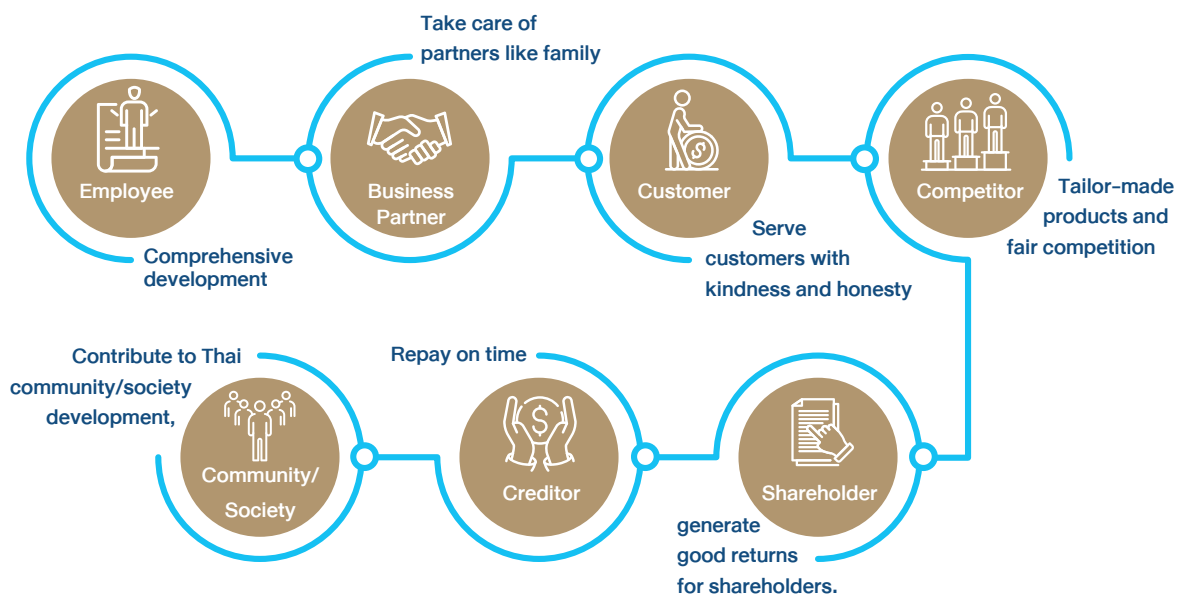 Take care of
partners like family
Employee
Business
Partner
Customer
Competitor
Comprehensive
development
Serve
customers with
kindness and honesty
Tailor-made
products and
fair competition
Contribute to Thai
community/society
development,
Repay on time
Community/
Society
$
Creditor
Shareholder
generate
good returns
for shareholders.